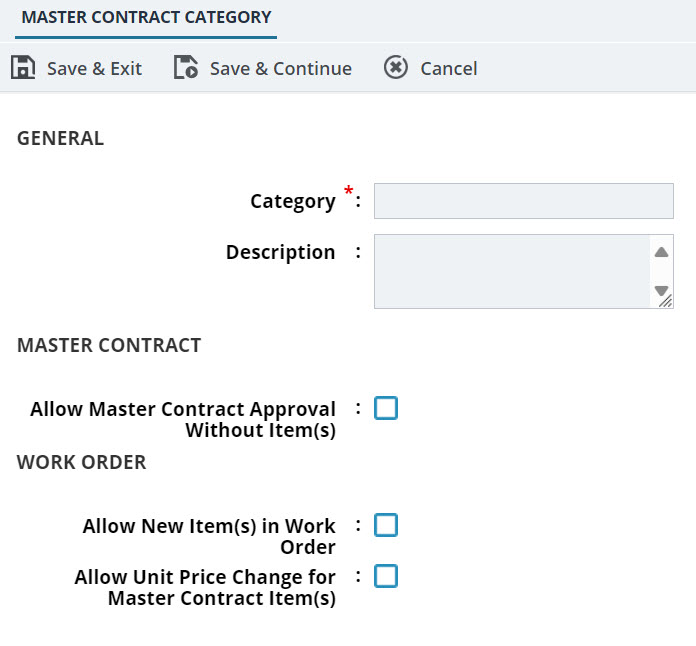 MASTER CONTRACT CATEGORY
Save & Exit Save & Continue Cancel
GENERAL
Category * :
Description :
MASTER CONTRACT
Allow Master Contract Approval :
Without Item(s)
WORK ORDER
Allow New Item(s) in Work :
Order
Allow Unit Price Change for :
Master Contract Item(s)